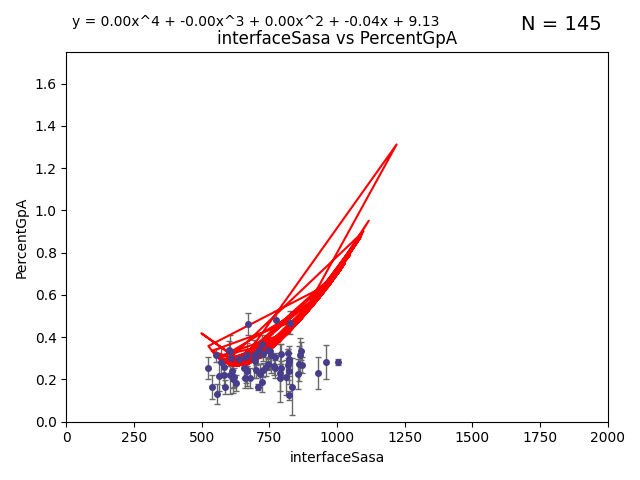 y = 0.00x^4 + -0.00x^3 + 0.00x^2 + -0.04x + 9.13
N = 145
interfaceSasa vs PercentGpA
PercentGpA
1.6
1.4
1.2
1.0
0.8
0.6
0.4
0.2
0.0
0 250 500 750 1000 1250 1500 1750 2000
interfaceSasa